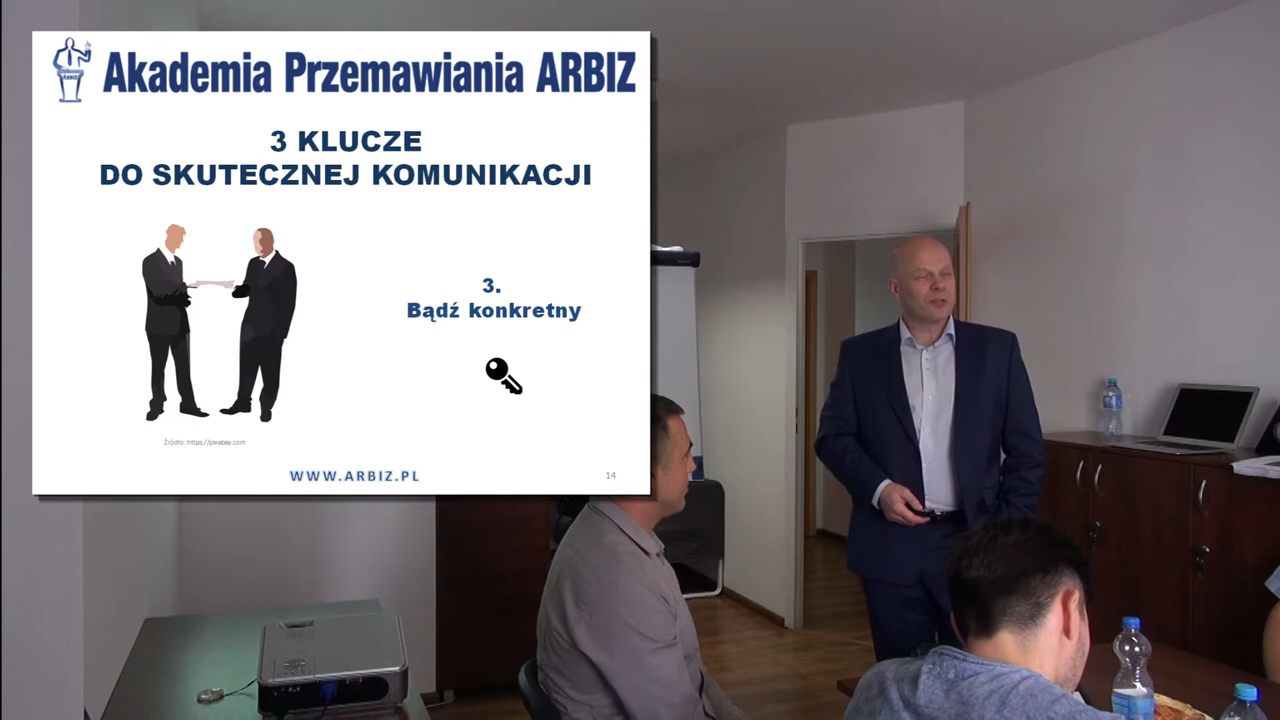 Akademia Przemawiania ARBIZ
3 KLUCZE
DO SKUTECZNEJ KOMUNIKACJI
3.
Bądź konkretny
Źródło: https://pixabay.com
WWW.ARBIZ.PL
14